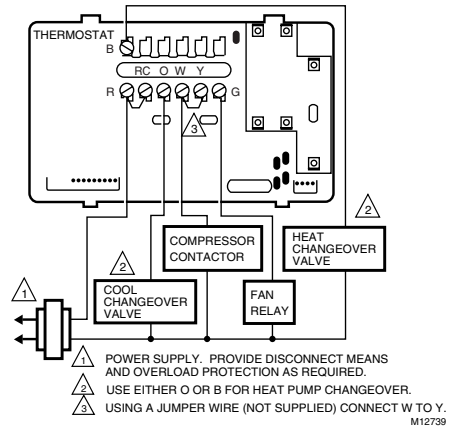 THERMOSTAT
B
RC O W Y
R
G
3
2
COMPRESSOR
CONTACTOR
HEAT
CHANGEOVER
VALVE
2
1
COOL
CHANGEOVER
VALVE
FAN
RELAY
1 POWER SUPPLY. PROVIDE DISCONNECT MEANS
AND OVERLOAD PROTECTION AS REQUIRED.
2 USE EITHER O OR B FOR HEAT PUMP CHANGEOVER.
3 USING A JUMPER WIRE (NOT SUPPLIED) CONNECT W TO Y.
M12739